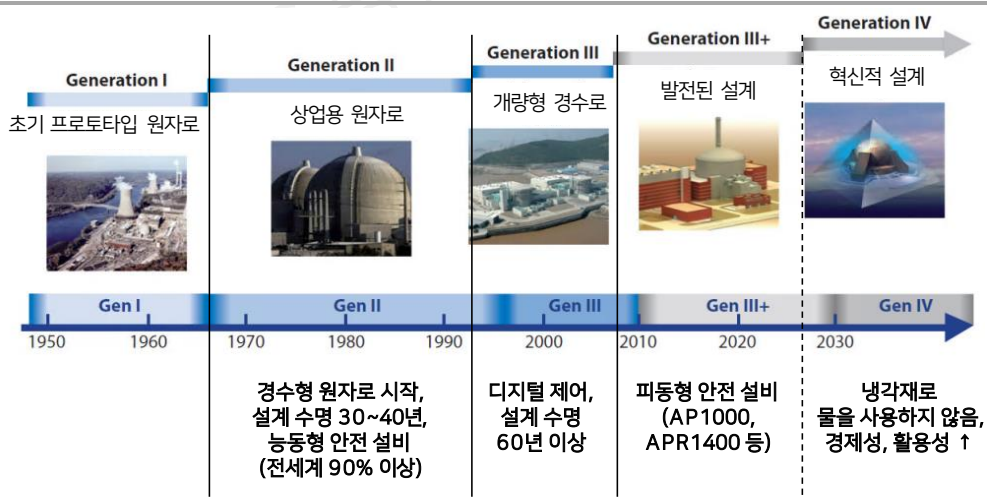 Generation I
초기 프로토타입 원자로
Generation II
상업용 원자로
Generation III
개량형 경수로
Generation III+
발전된 설계
Generation IV
혁신적 설계
Gen I
Gen II
Gen III
Gen III+
Gen IV
1950
1960
1970
1980
1990
2000
2010
2020
2030
경수형 원자로 시작,
설계 수명 30~40년,
능동형 안전 설비
(전세계 90% 이상)
디지털 제어,
설계 수명
60년 이상
피동형 안전 설비
(AP1000,
APR1400 등)
냉각재로
물을 사용하지 않음,
경제성, 활용성 ↑